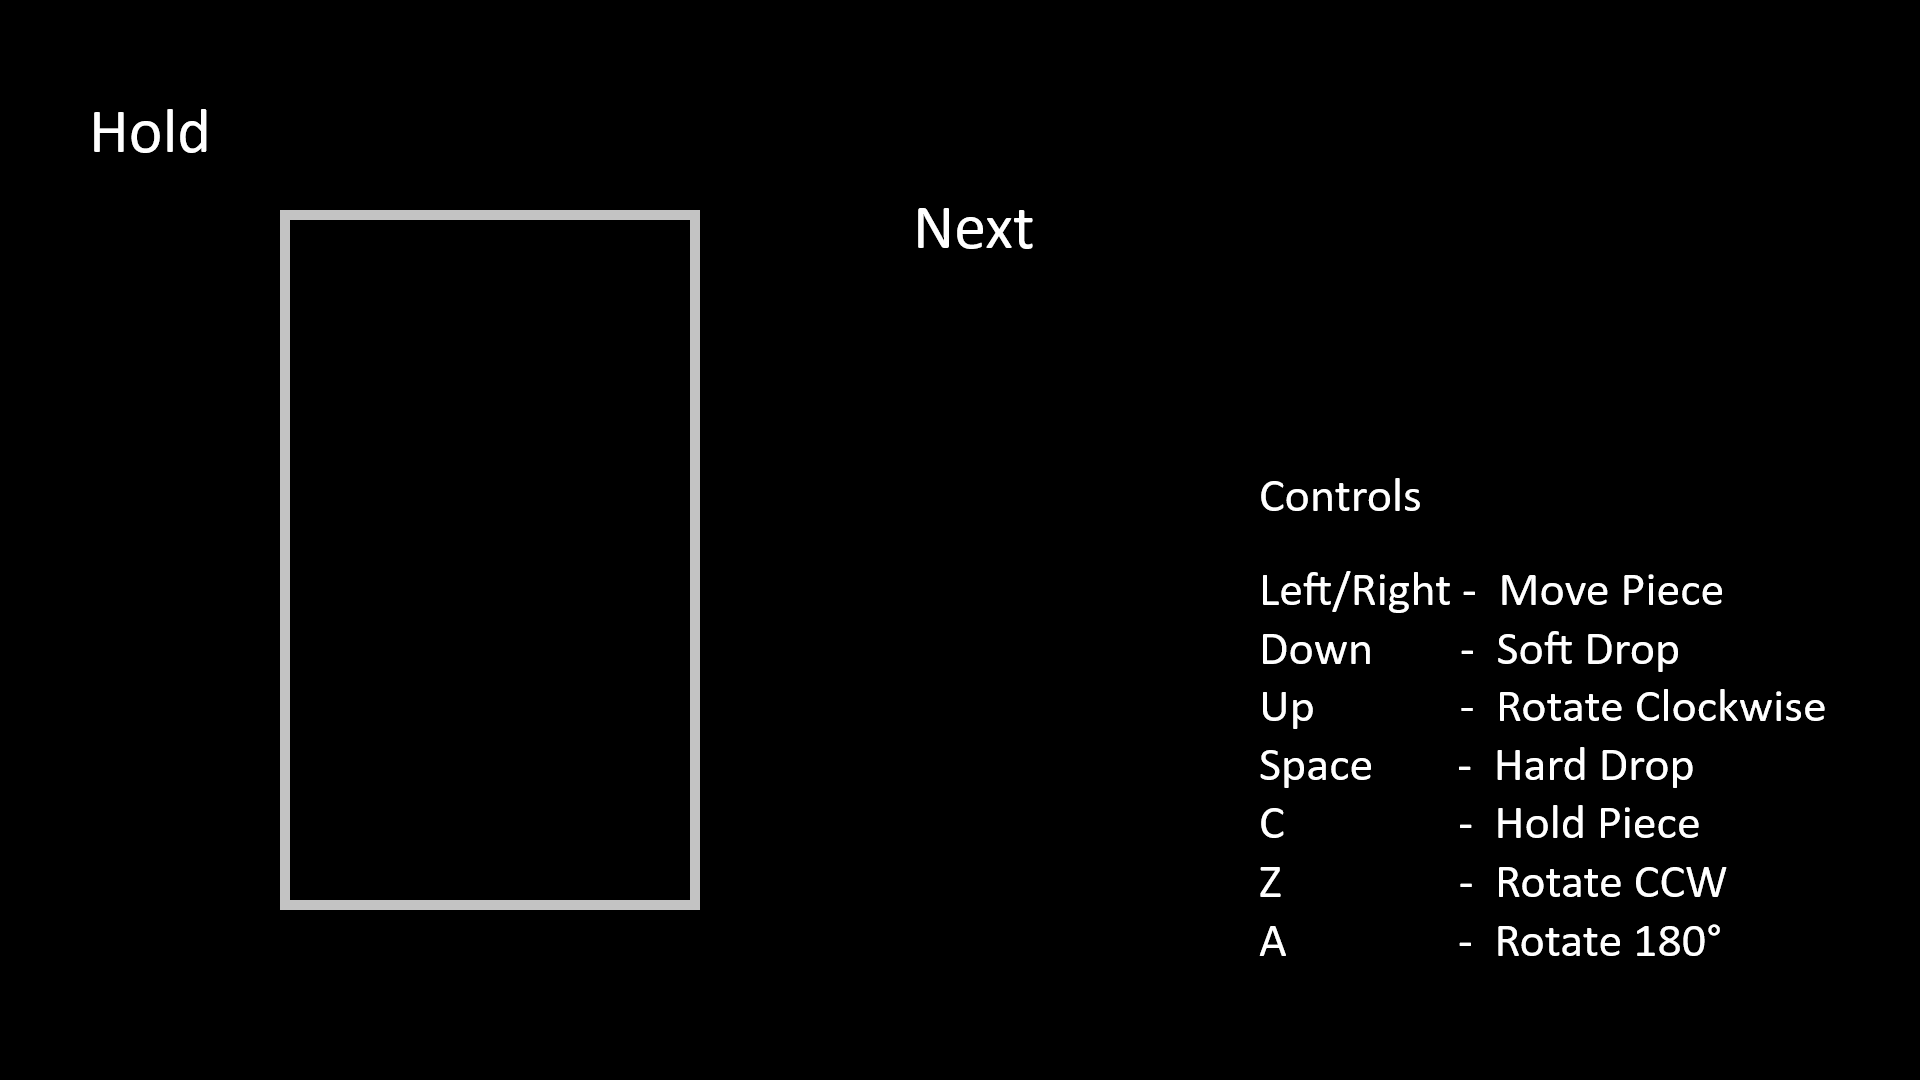 Hold
Next
Controls
Left/Right - Move Piece
Down - Soft Drop
Up - Rotate Clockwise
Space - Hard Drop
C - Hold Piece
Z - Rotate CCW
A - Rotate 180°